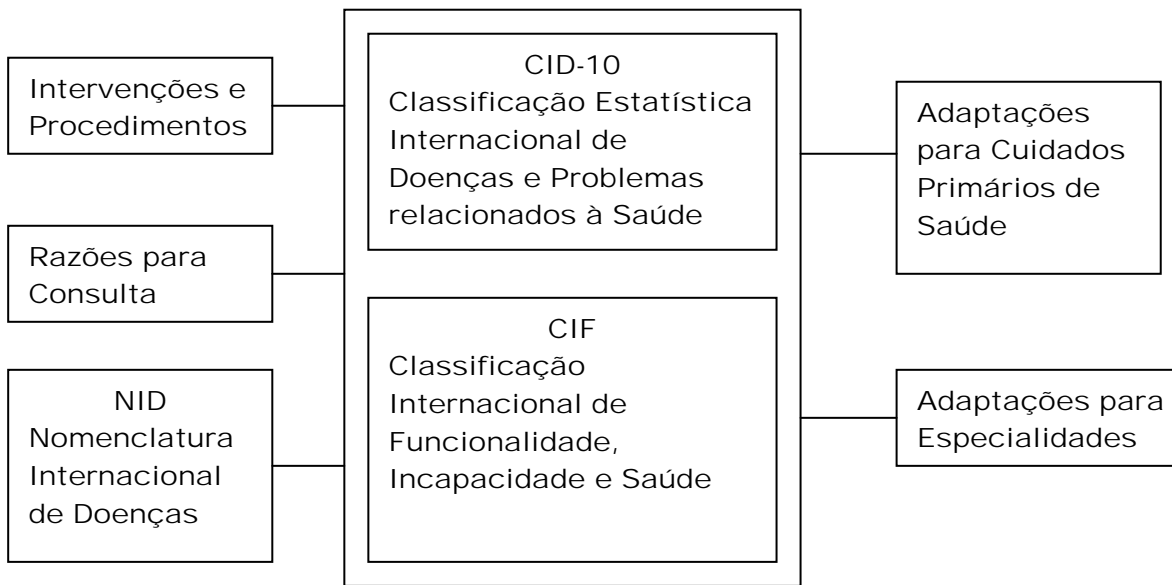 Intervenções e
Procedimentos
Razões para
Consulta
NID
Nomenclatura
Internacional
de Doenças
CID-10
Classificação Estatística
Internacional de
Doenças e Problemas
relacionados à Saúde
CIF
Classificação
Internacional de
Funcionalidade,
Incapacidade e Saúde
Adaptações
para Cuidados
Primários de
Saúde
Adaptações para
Especialidades